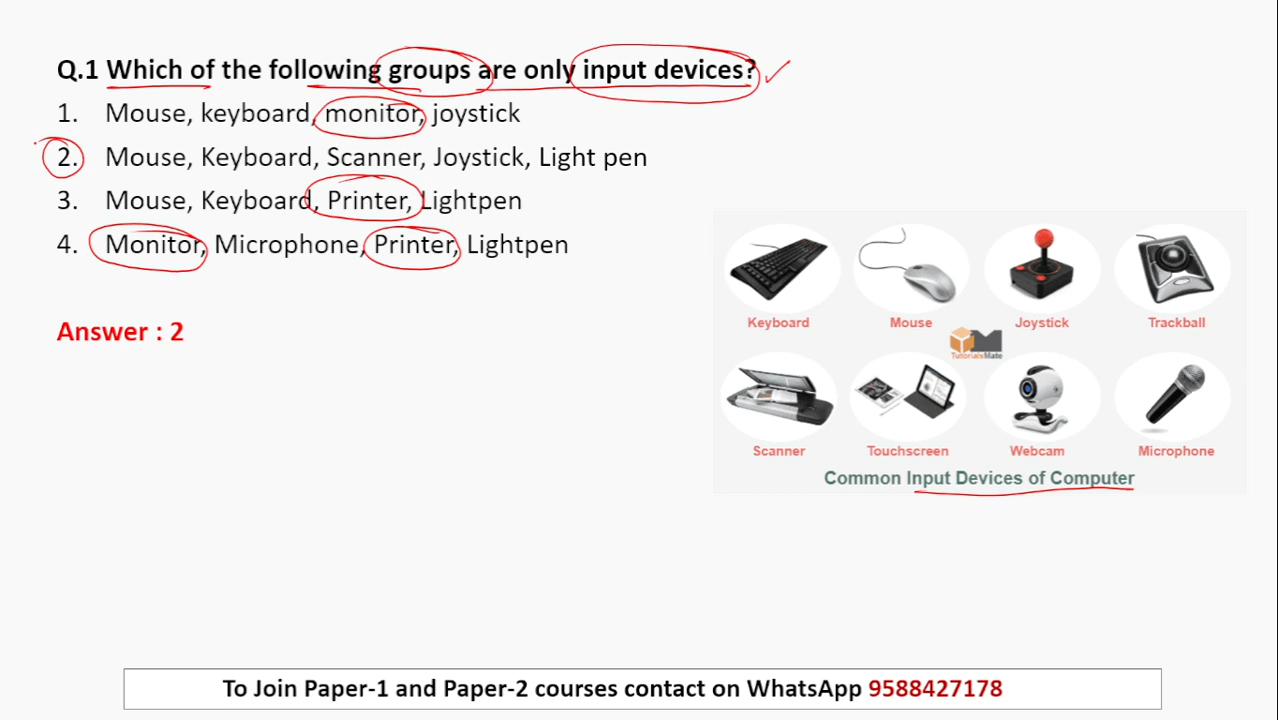 Q.1 Which of the following groups are only input devices?
1. Mouse, keyboard, monitor, joystick
2. Mouse, Keyboard, Scanner, Joystick, Light pen
3. Mouse, Keyboard, Printer, Lightpen
4. Monitor, Microphone, Printer, Lightpen
Answer : 2
Keyboard Mouse Joystick Trackball
TutorialsMate
Scanner Touchscreen Webcam Microphone
Common Input Devices of Computer
To Join Paper-1 and Paper-2 courses contact on WhatsApp 9588427178